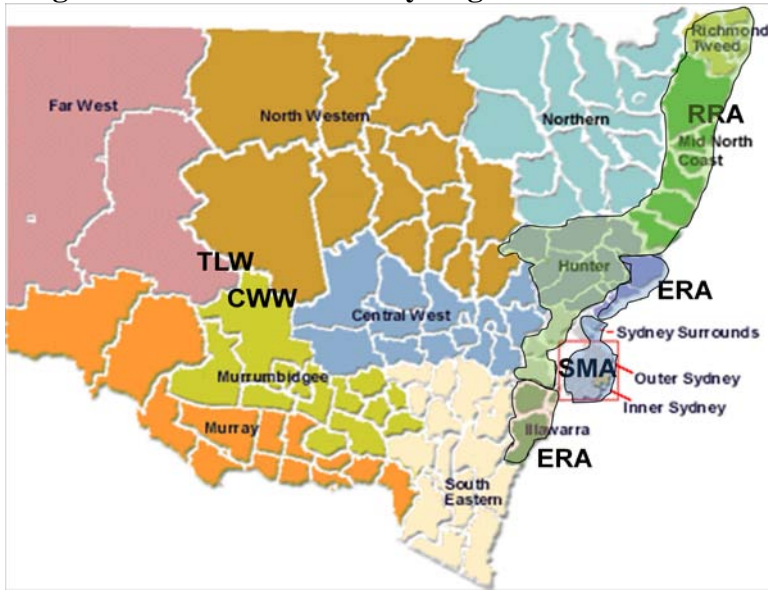 Richmond
Tweed
Far West
North Western
Northern
RRA
Mid North
Coast
TLW
CWW
Hunter
ERA
Central West
Sydney Surrounds
SMA
Outer Sydney
Inner Sydney
Murrumbidgee
Murray
Illawarra
ERA
South
Eastern